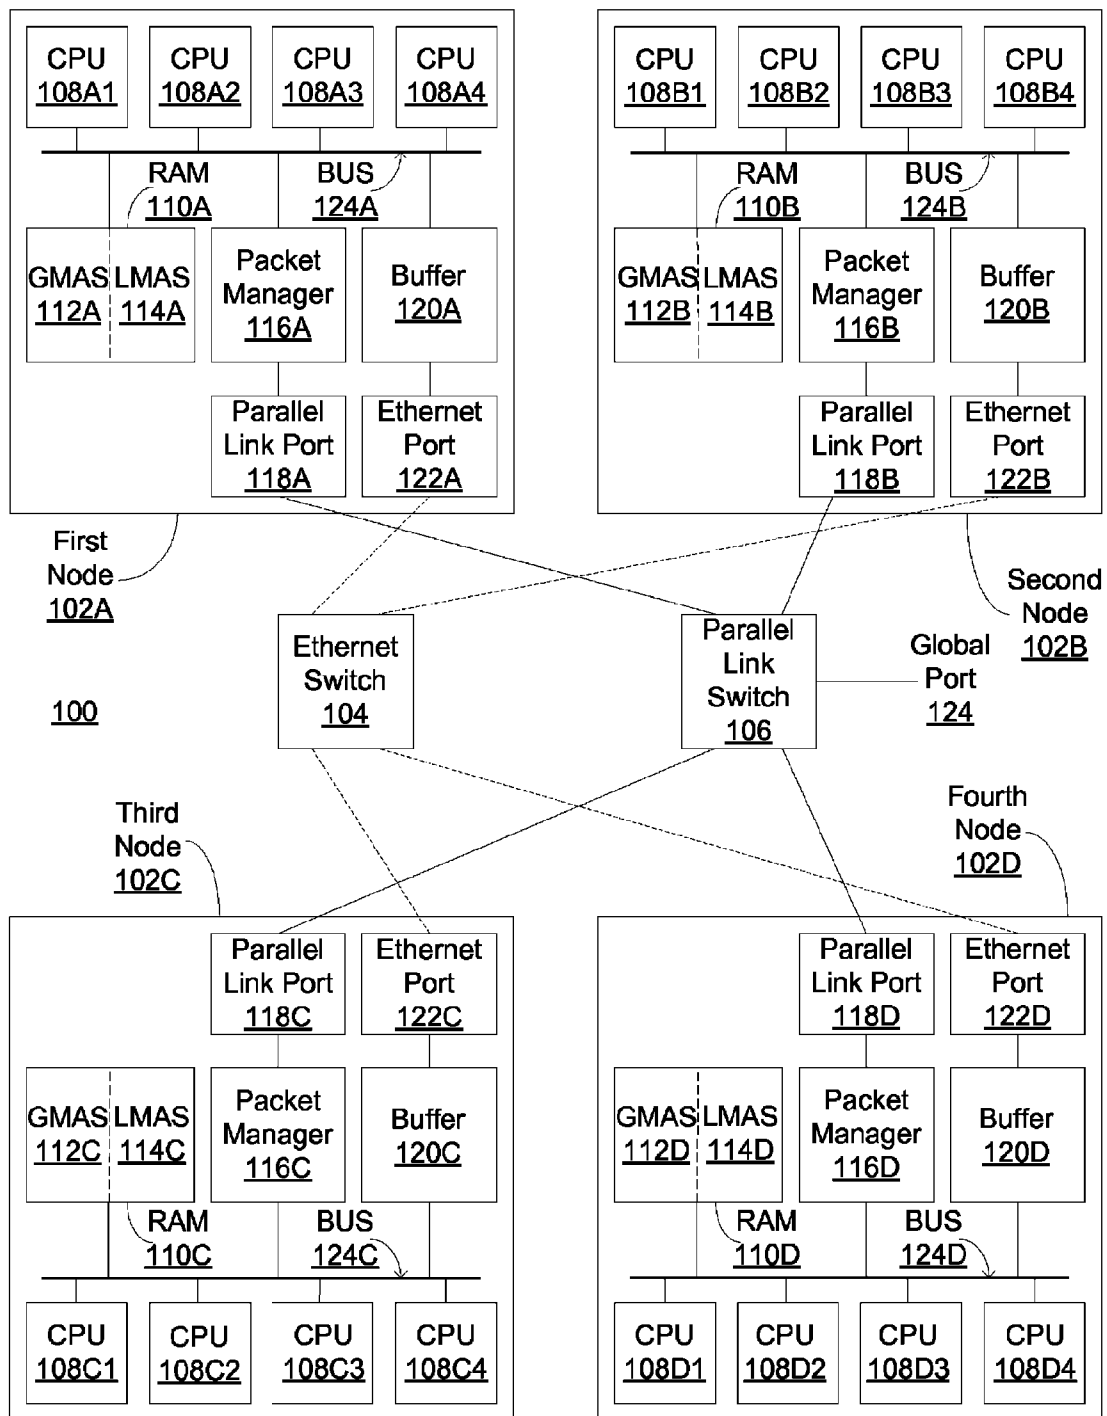 CPU
108A1
CPU
108A2
CPU
108A3
CPU
108A4
RAM
110A
BUS
124A
GMAS
112A
LMAS
114A
Packet
Manager
116A
Buffer
120A
Parallel
Link Port
118A
Ethernet
Port
122A
First
Node
102A
CPU
108B1
CPU
108B2
CPU
108B3
CPU
108B4
RAM
110B
BUS
124B
GMAS
112B
LMAS
114B
Packet
Manager
116B
Buffer
120B
Parallel
Link Port
118B
Ethernet
Port
122B
Second
Node
102B
Ethernet
Switch
104
Parallel
Link
Switch
106
Global
Port
124
100
Third
Node
102C
Parallel
Link Port
118C
Ethernet
Port
122C
GMAS
112C
LMAS
114C
Packet
Manager
116C
Buffer
120C
RAM
110C
BUS
124C
CPU
108C1
CPU
108C2
CPU
108C3
CPU
108C4
Fourth
Node
102D
Parallel
Link Port
118D
Ethernet
Port
122D
GMAS
112D
LMAS
114D
Packet
Manager
116D
Buffer
120D
RAM
110D
BUS
124D
CPU
108D1
CPU
108D2
CPU
108D3
CPU
108D4